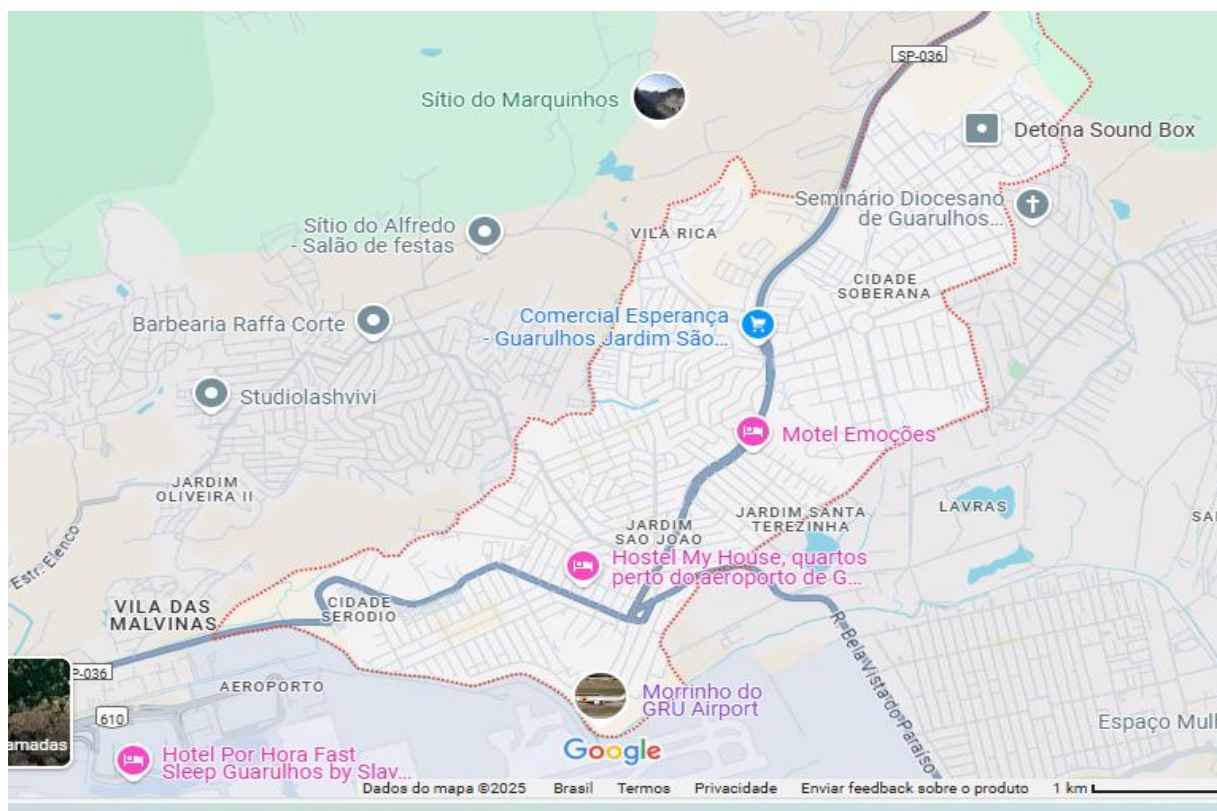 SP-036
Sítio do Marquinhos
Detona Sound Box
Seminário Diocesano
de Guarulhos...
Sítio do Alfredo
- Salão de festas
VILA RICA
CIDADE
SOBERANA
Comercial Esperança
- Guarulhos Jardim São...
Barbearia Raffa Corte
Studiolashvivi
Motel Emoções
JARDIM
OLIVEIRA II
LAVRAS
JARDIM SANTA
TEREZINHA
JARDIM
SAO JOAO
Estr. Elenco
Hostel My House, quartos
perto do aeroporto de G...
CIDADE
SERODIO
VILA DAS
MALVINAS
R. Bela Vista do Paraíso
P-036
AEROPORTO
Morrinho do
GRU Airport
610
Espaço Mull
amadas
Hotel Por Hora Fast
Sleep Guarulhos by Slav...
Google
Dados do mapa ©2025 Brasil Termos Privacidade Enviar feedback sobre o produto 1 km